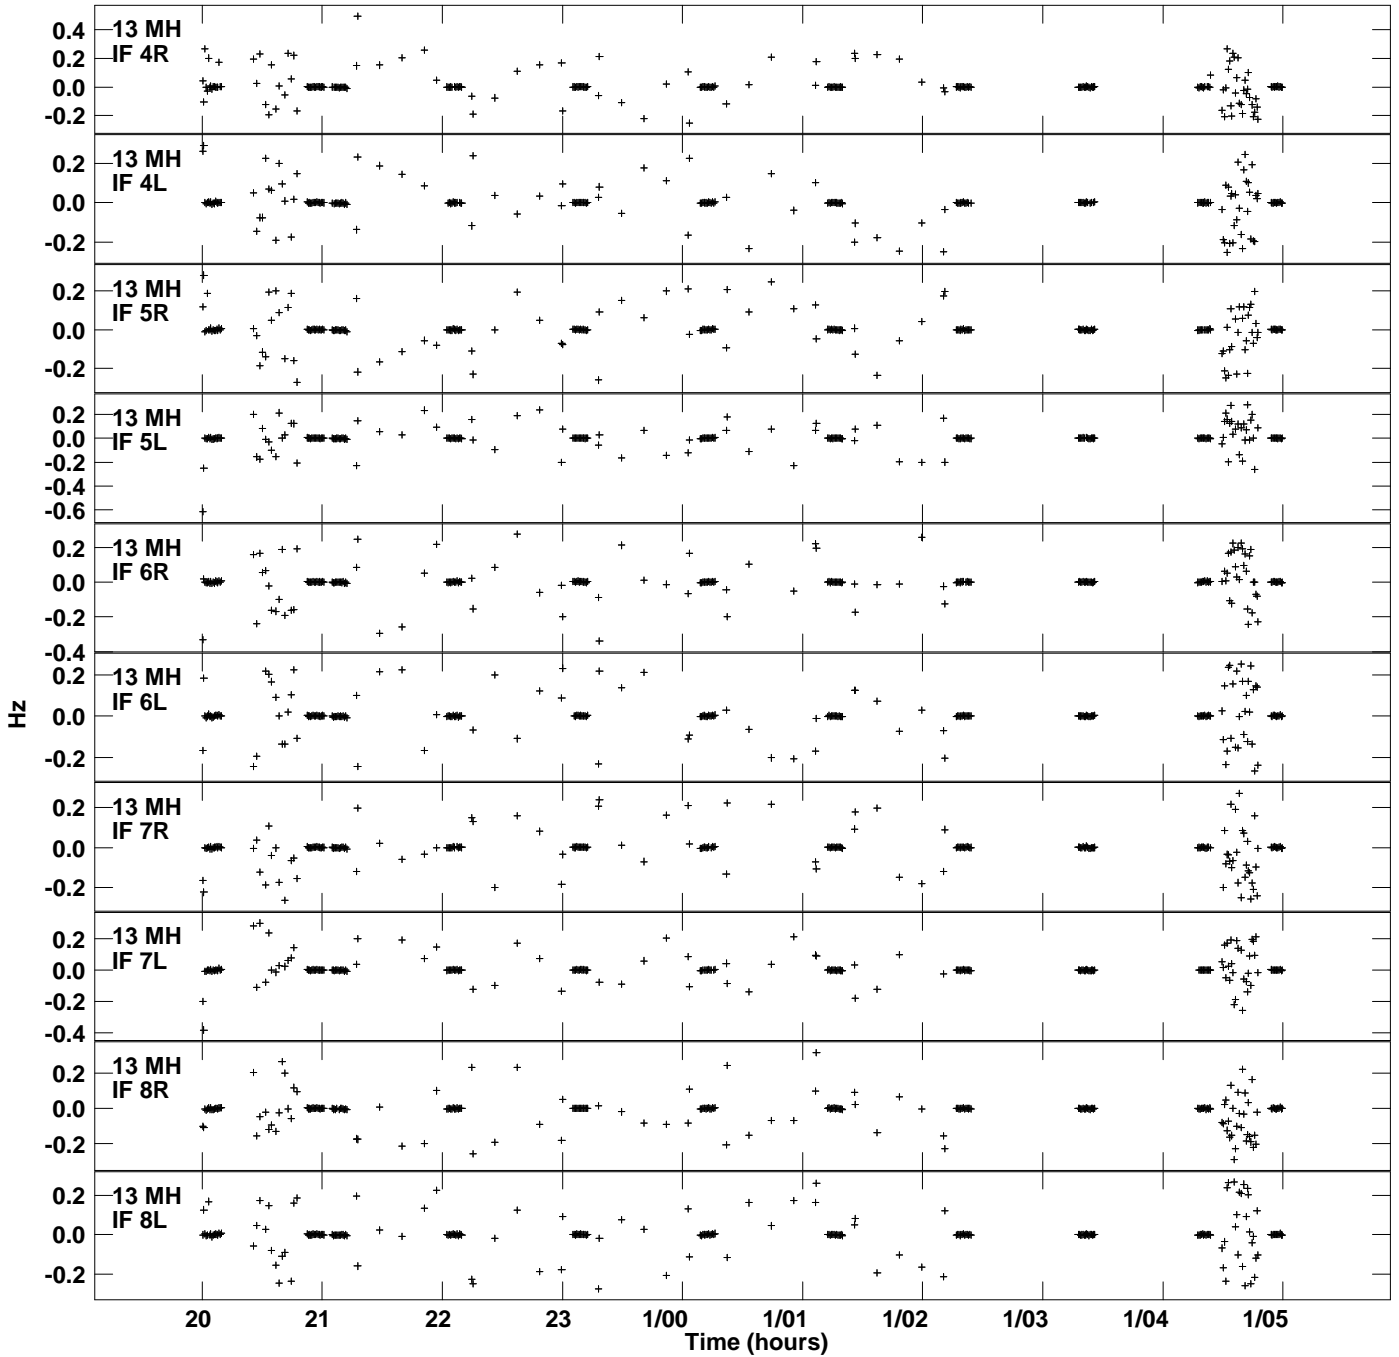 13 MH
IF 4R
0.4
0.2
0.0
-0.2
13 MH
IF 4L
0.2
0.0
-0.2
13 MH
IF 5R
0.2
0.0
-0.2
13 MH
IF 5L
0.2
0.0
-0.2
-0.4
-0.6
13 MH
IF 6R
0.2
0.0
-0.2
-0.4
13 MH
IF 6L
0.2
0.0
-0.2
Hz
13 MH
IF 7R
0.2
0.0
-0.2
13 MH
IF 7L
0.2
0.0
-0.2
-0.4
13 MH
IF 8R
0.2
0.0
-0.2
13 MH
IF 8L
0.2
0.0
-0.2
20 21 22 23 1/00 1/01 1/02 1/03 1/04 1/05
Time (hours)